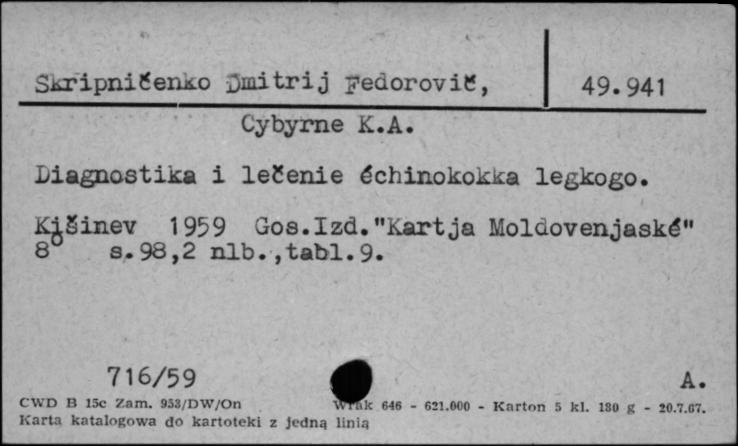 Skripničenko Dmitrij Fedorovič, 49.941
Cybyrne K.A.
Diagnostika i lečenie échinokokka legkogo.
Kišinev 1959 Gos.Izd."Kartja Moldovenjaské"
8° s.98,2 nlb.,tabl.9.
716/59 A.
CWD B 15c Zam. 953/DW/On Wrak 646 - 621.000 - Karton 5 kl. 180 g - 20.7.67.
Karta katalogowa do kartoteki z jedną linią